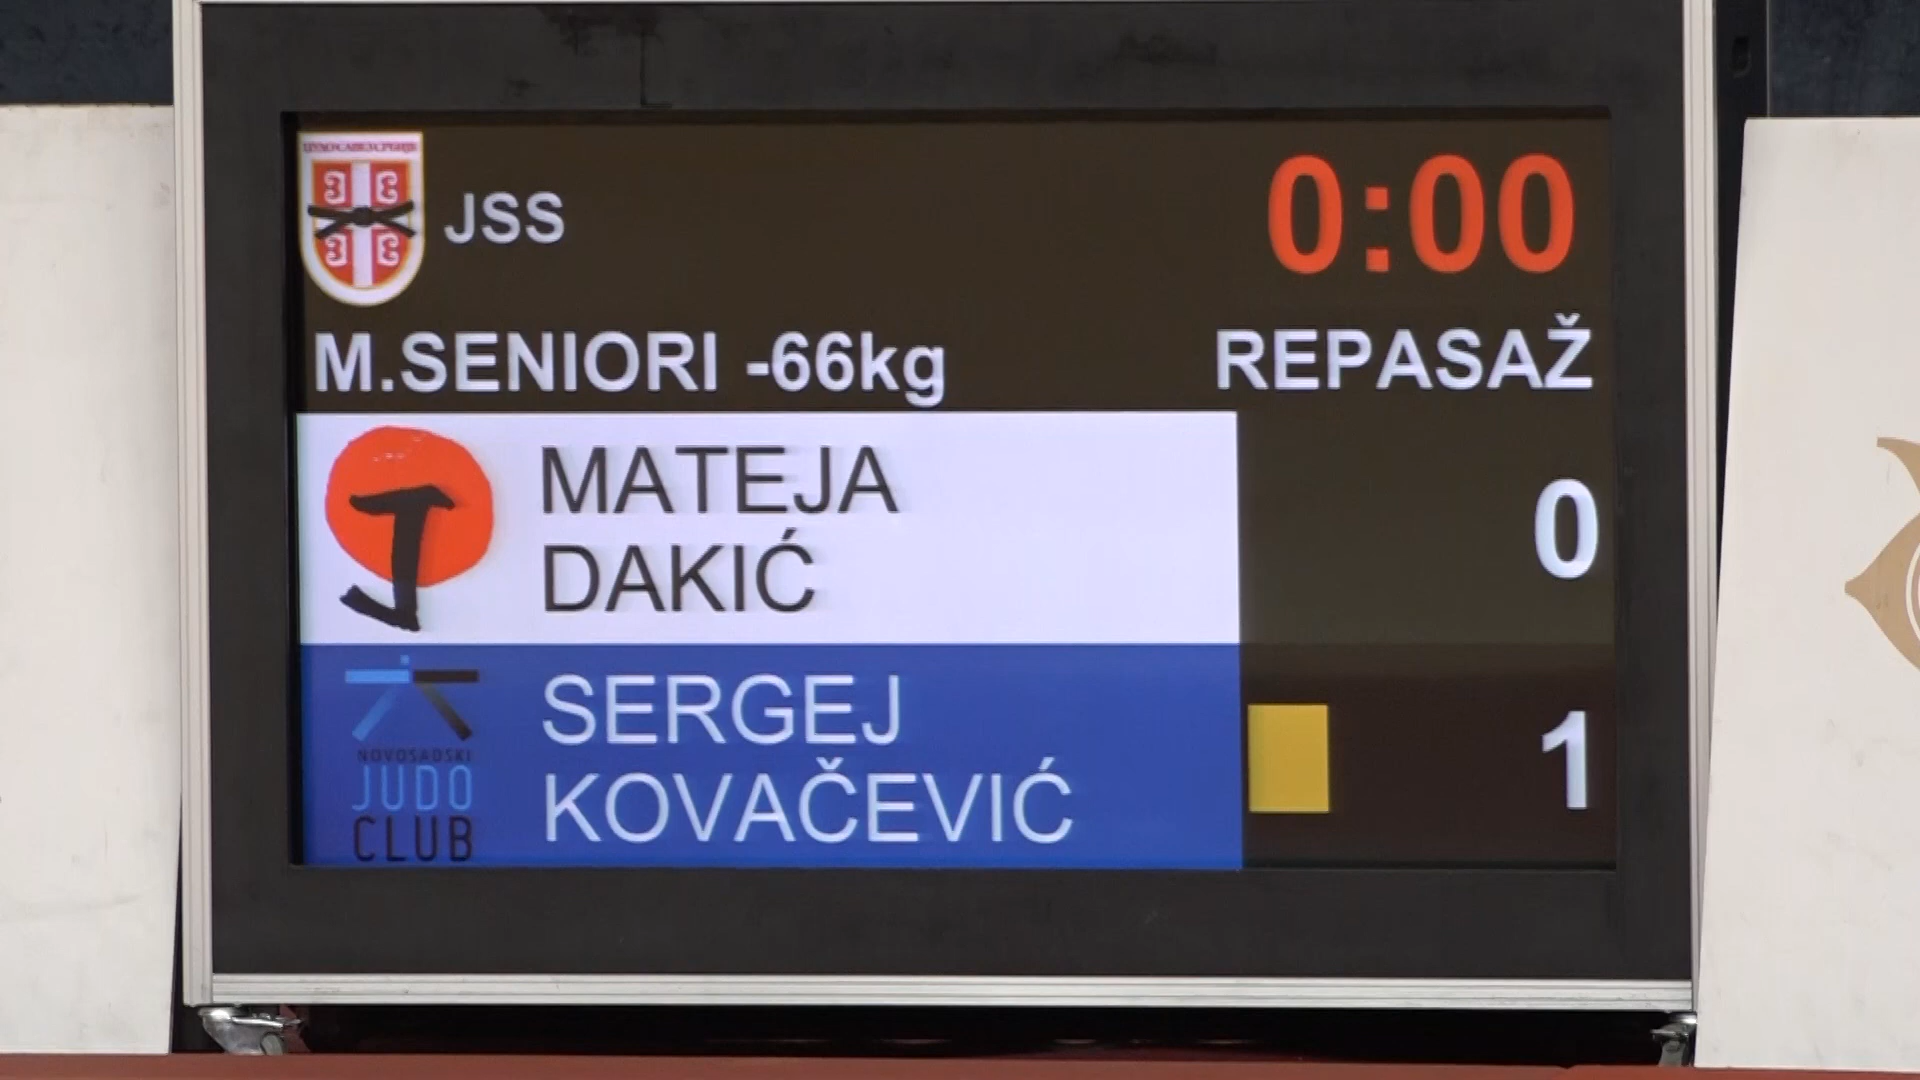 JSS
0:00
M.SENIORI -66kg
REPASAŽ
MATEJA
DAKIĆ
0
NOVOSADSKI
JUDO
CLUB
SERGEJ
KOVAČEVIĆ
1